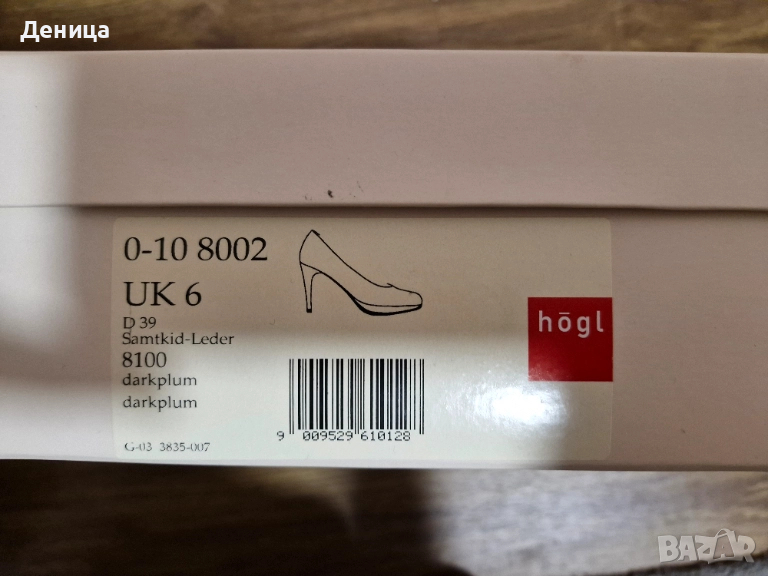 Деница
0-10 8002
UK 6
D 39
Samtkid-Leder
8100
darkplum
darkplum
G-03 3835-007
9 009529 610128
högl
BAZAR